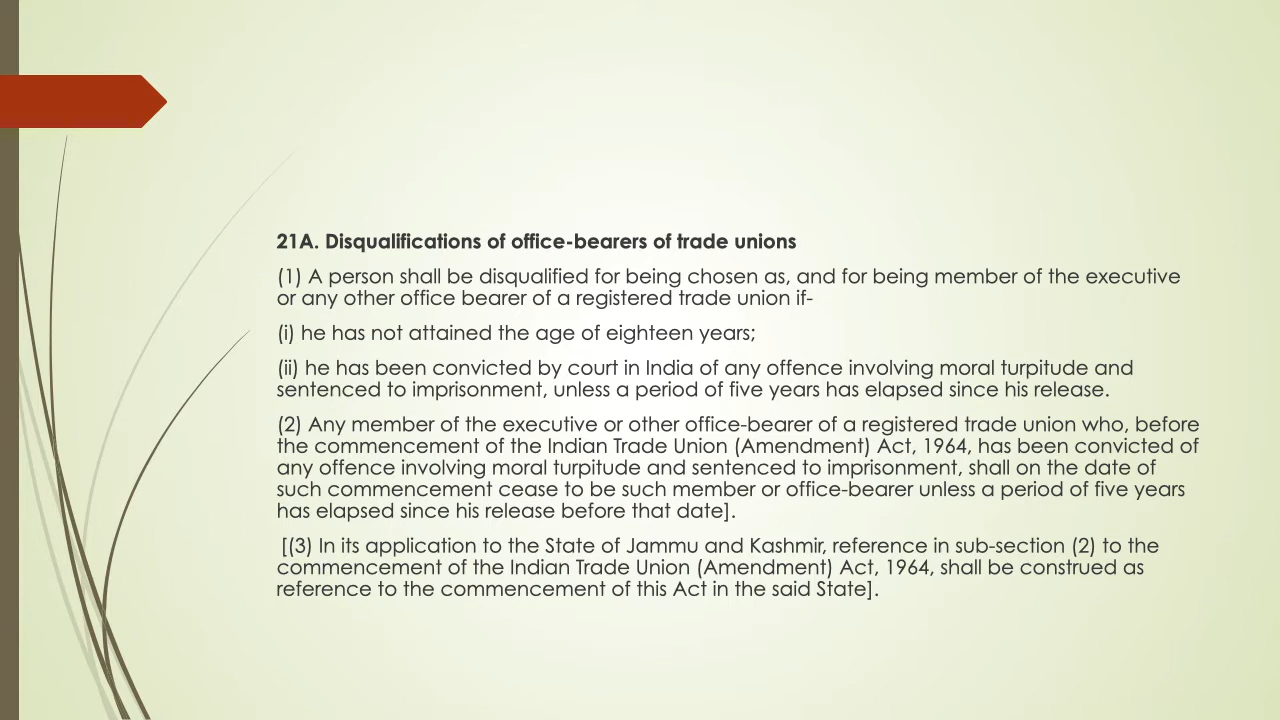 21A. Disqualifications of office-bearers of trade unions
(1) A person shall be disqualified for being chosen as, and for being member of the executive
or any other office bearer of a registered trade union if-
(i) he has not attained the age of eighteen years;
(ii) he has been convicted by court in India of any offence involving moral turpitude and
sentenced to imprisonment, unless a period of five years has elapsed since his release.
(2) Any member of the executive or other office-bearer of a registered trade union who, before
the commencement of the Indian Trade Union (Amendment) Act, 1964, has been convicted of
any offence involving moral turpitude and sentenced to imprisonment, shall on the date of
such commencement cease to be such member or office-bearer unless a period of five years
has elapsed since his release before that date].
[(3) In its application to the State of Jammu and Kashmir, reference in sub-section (2) to the
commencement of the Indian Trade Union (Amendment) Act, 1964, shall be construed as
reference to the commencement of this Act in the said State].